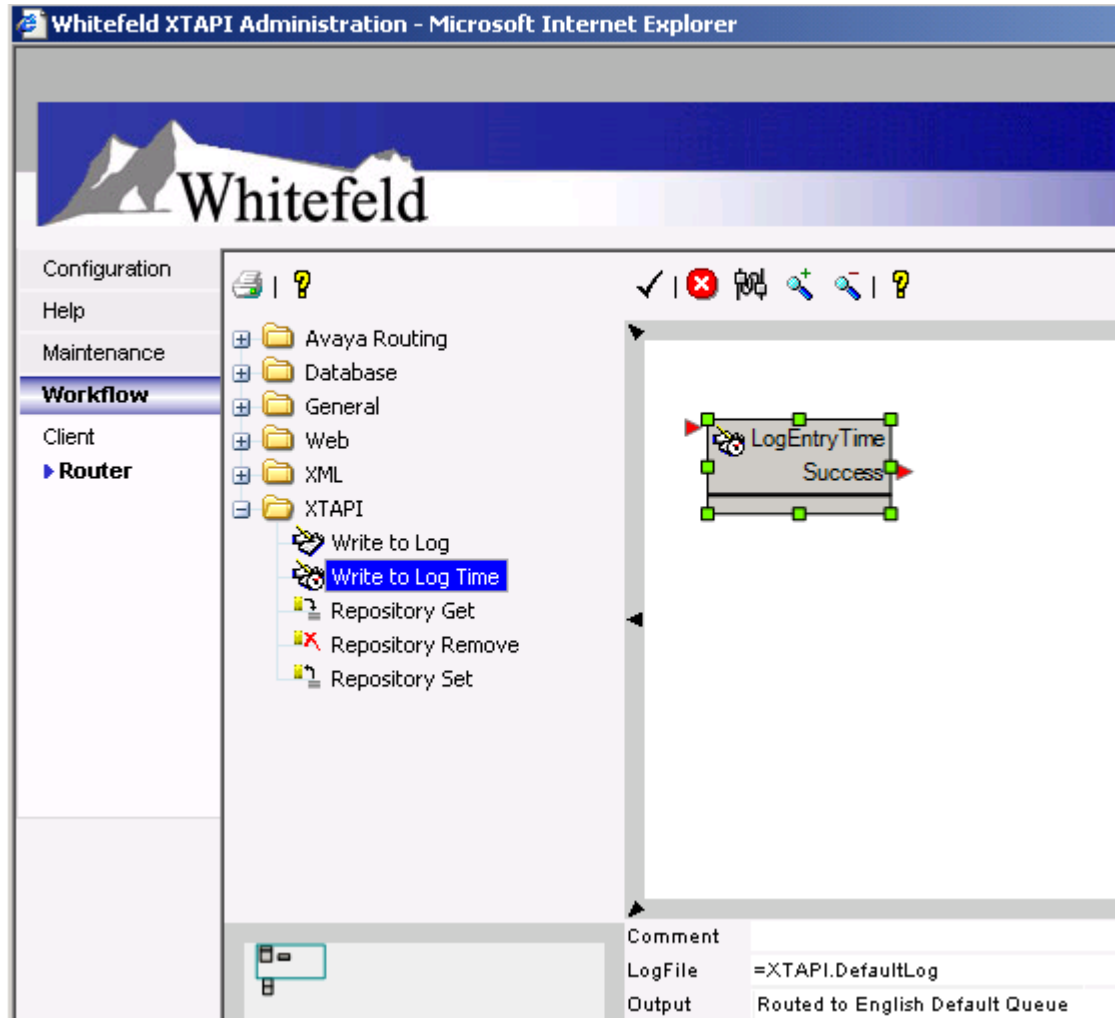 Whitefeld XTAPI Administration - Microsoft Internet Explorer
Whitefeld
Configuration
Help
Maintenance
Workflow
Client
Router
Avaya Routing
Database
General
Web
XML
XTAPI
Write to Log
Write to Log Time
Repository Get
Repository Remove
Repository Set
LogEntryTime
Success
Comment
LogFile =XTAPI.DefaultLog
Output Routed to English Default Queue